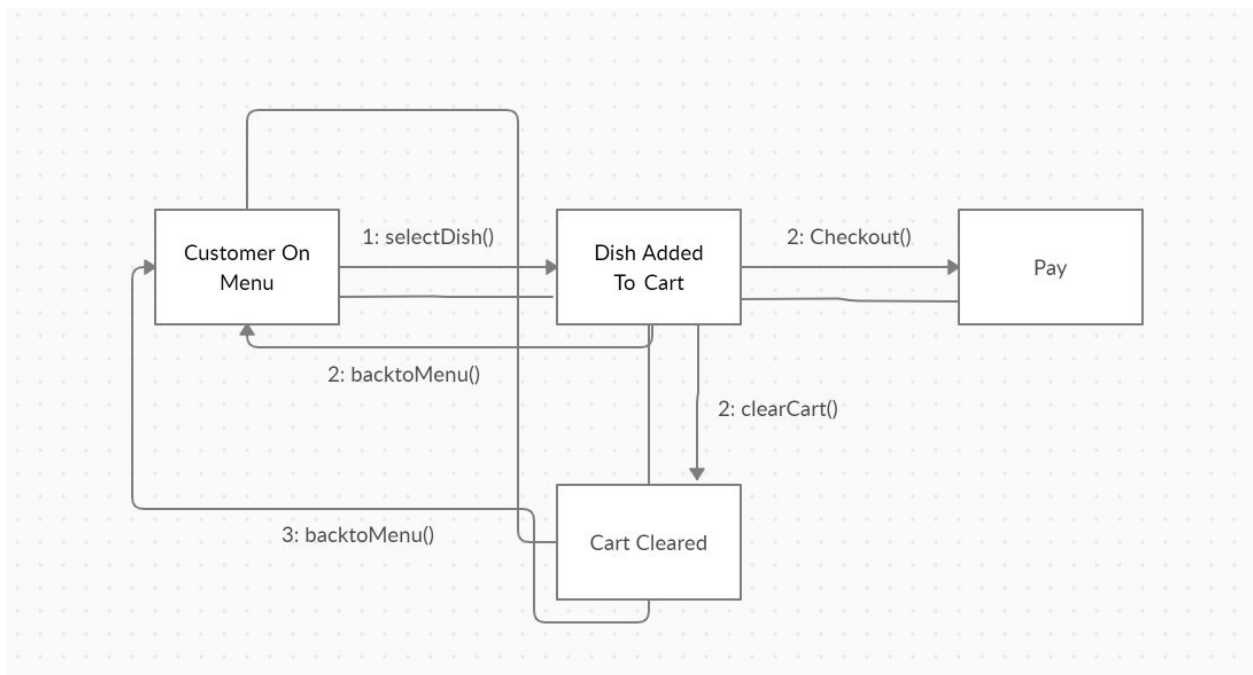 Customer On
Menu
1: selectDish()
Dish Added
To Cart
2: Checkout()
Pay
2: backtoMenu()
2: clearCart()
3: backtoMenu()
Cart Cleared